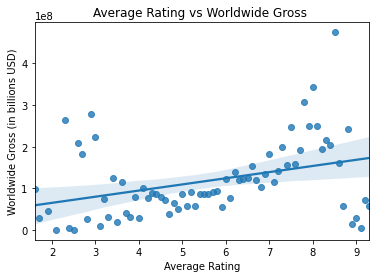 Average Rating vs Worldwide Gross
1e8
Worldwide Gross (in billions USD)
4
3
2
1
0
2 3 4 5 6 7 8 9
Average Rating